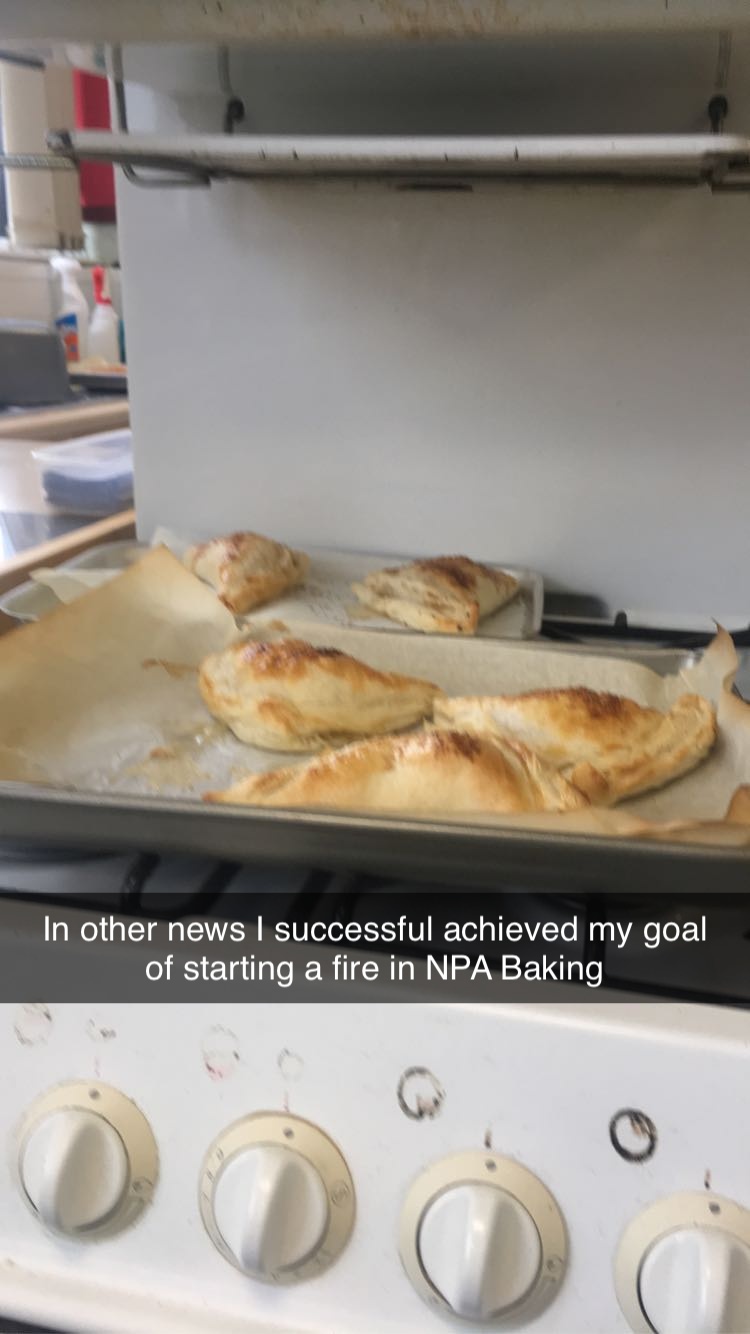 In other news I successful achieved my goal
of starting a fire in NPA Baking